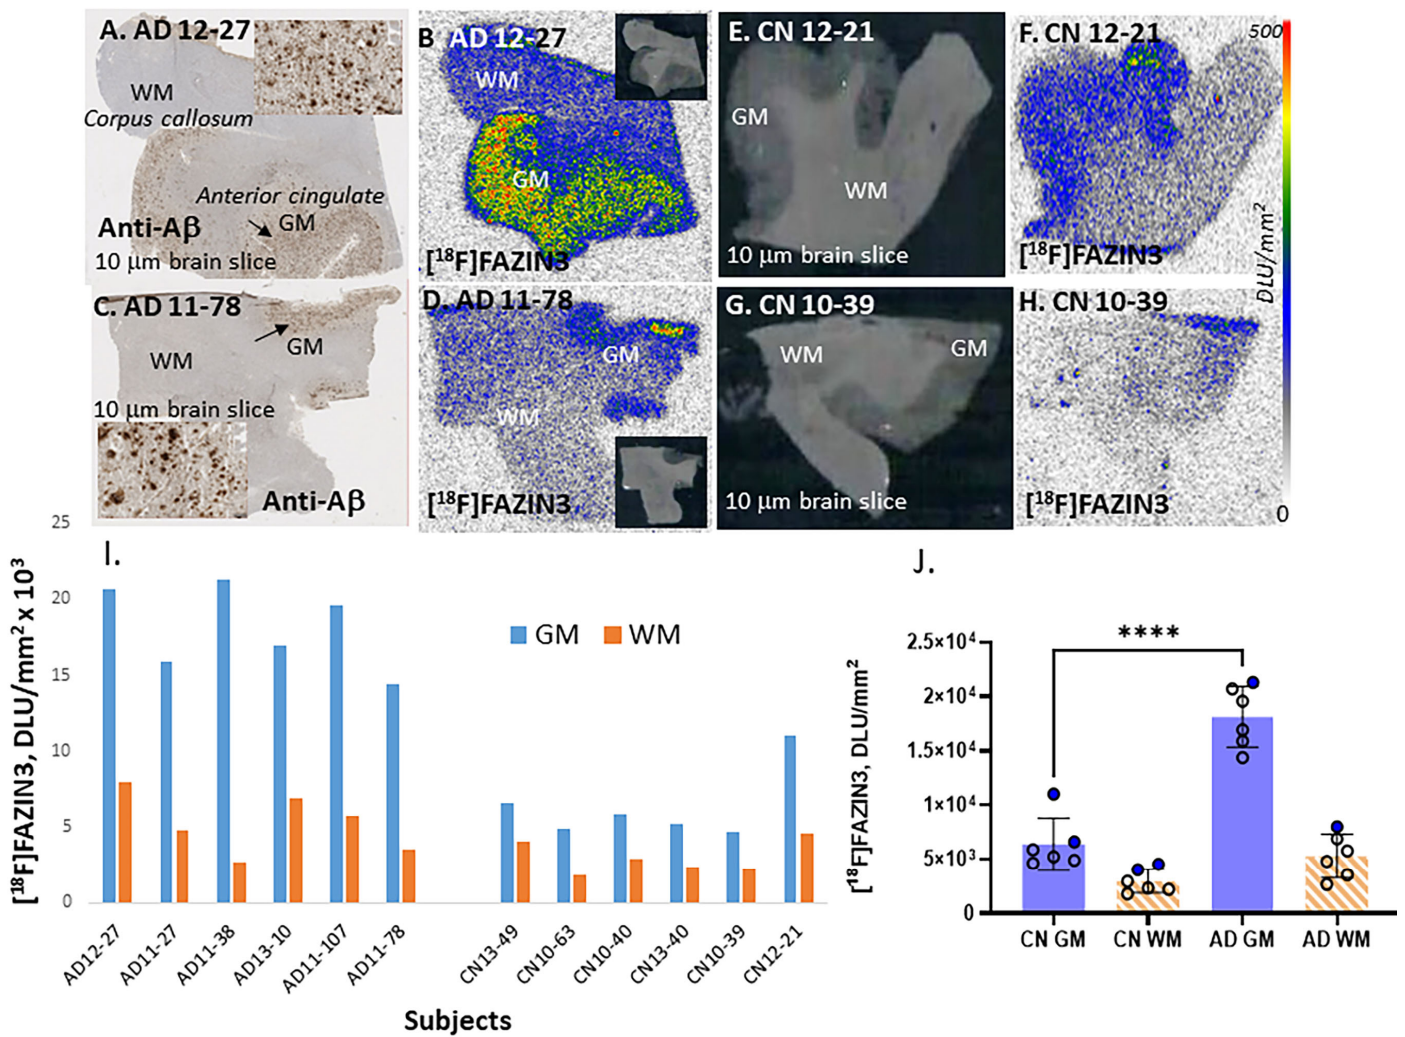 A. AD 12-27
WM
Corpus callosum
Anterior cingulate
GM
Anti-Aβ
10 µm brain slice
B AD 12-27
WM
GM
[¹⁸F]FAZIN3
E. CN 12-21
GM
WM
10 µm brain slice
F. CN 12-21
[¹⁸F]FAZIN3
500
DLU/mm²
0
C. AD 11-78
GM
WM
10 µm brain slice
Anti-Aβ
D. AD 11-78
GM
WM
[¹⁸F]FAZIN3
G. CN 10-39
WM
GM
10 µm brain slice
H. CN 10-39
[¹⁸F]FAZIN3
I.
[¹⁸F]FAZIN3, DLU/mm² x 10³
25
20
15
10
5
0
GM
WM
AD12-27
AD11-27
AD11-38
AD13-10
AD11-107
AD11-78
CN13-49
CN10-63
CN10-40
CN13-40
CN10-39
CN12-21
Subjects
J.
[¹⁸F]FAZIN3, DLU/mm²
****
2.5×10⁴
2×10⁴
1.5×10⁴
1×10⁴
5×10³
0
CN GM
CN WM
AD GM
AD WM